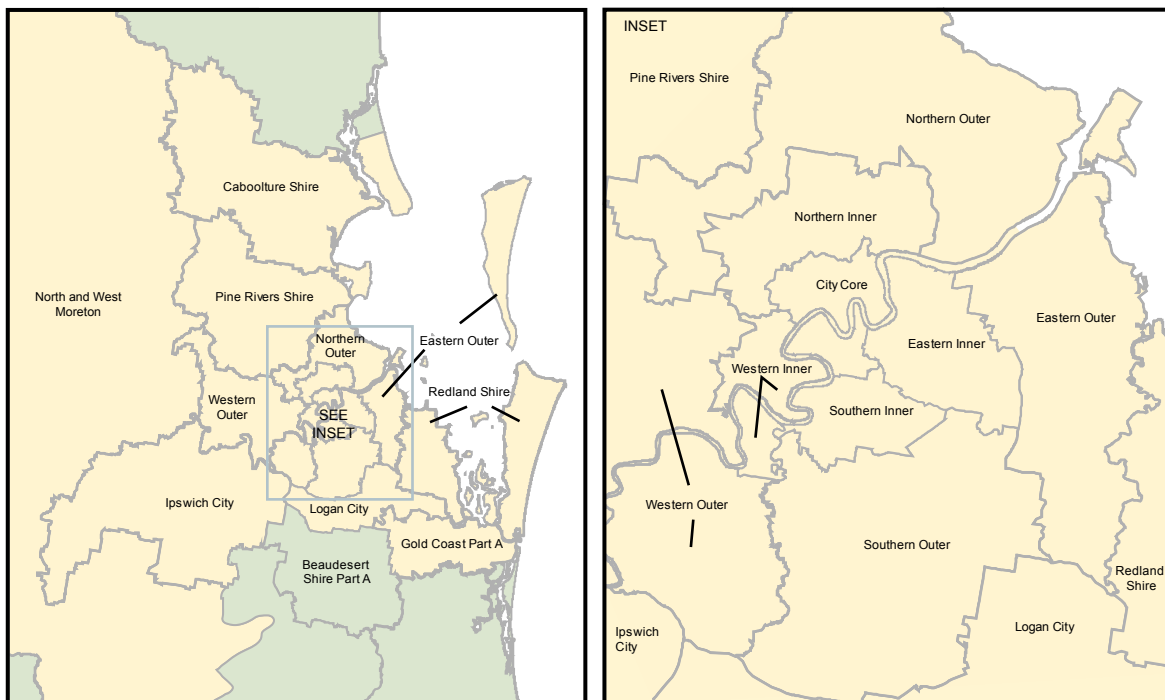 Caboolture Shire
North and West
Moreton
Pine Rivers Shire
Northern
Outer
Eastern Outer
Western
Outer
Redland Shire
SEE
INSET
Ipswich City
Logan City
Gold Coast Part A
Beaudesert
Shire Part A
INSET
Pine Rivers Shire
Northern Outer
Northern Inner
City Core
Eastern Outer
Eastern Inner
Western Inner
Southern Inner
Western Outer
Southern Outer
Redland
Shire
Logan City
Ipswich
City